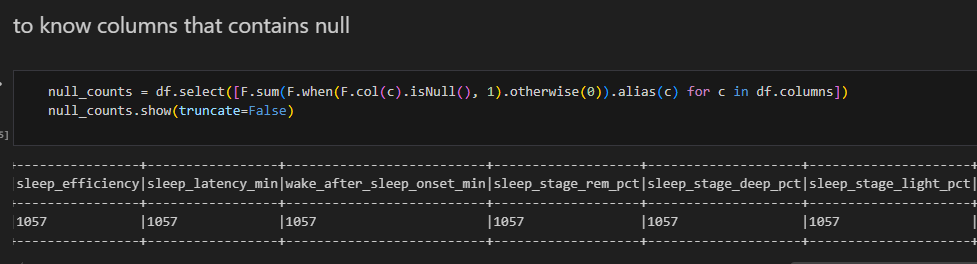 to know columns that contains null
null_counts = df.select([F.sum(F.when(F.col(c).isNull(), 1).otherwise(0)).alias(c) for c in df.columns])
null_counts.show(truncate=False)
5]
-----------------+-----------------+--------------------------+-------------------+--------------------+---------------------+
sleep_efficiency|sleep_latency_min|wake_after_sleep_onset_min|sleep_stage_rem_pct|sleep_stage_deep_pct|sleep_stage_light_pct|
-----------------+-----------------+--------------------------+-------------------+--------------------+---------------------+
1057            |1057             |1057                      |1057               |1057                |1057                 |
-----------------+-----------------+--------------------------+-------------------+--------------------+---------------------+